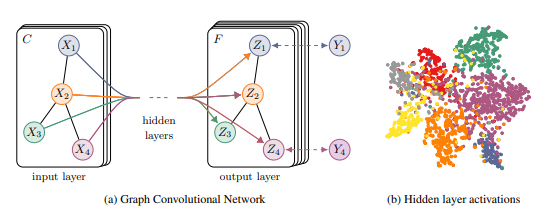 C
X1
X2
X3
X4
input layer
hidden
layers
F
Z1
Z2
Z3
Z4
output layer
Y1
Y4
(a) Graph Convolutional Network
(b) Hidden layer activations